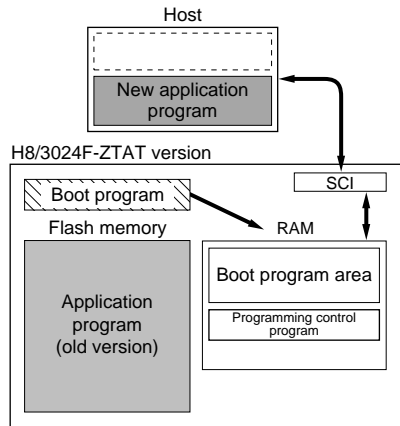 Host
New application
program
H8/3024F-ZTAT version
SCI
Boot program
Flash memory
RAM
Application
program
(old version)
Boot program area
Programming control
program